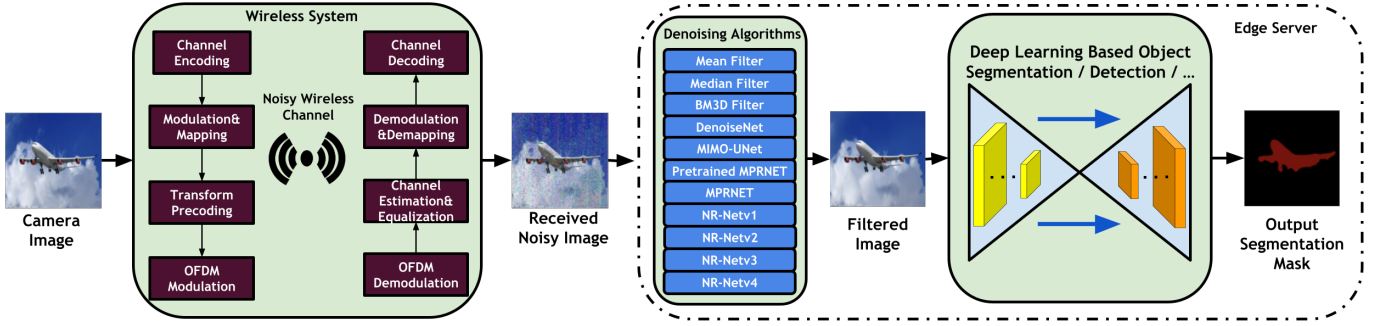 Wireless System
Channel
Encoding
Modulation&
Mapping
Transform
Precoding
OFDM
Modulation
Noisy Wireless
Channel
Channel
Decoding
Demodulation
&Demapping
Channel
Estimation&
Equalization
OFDM
Demodulation
Camera
Image
Received
Noisy Image
Denoising Algorithms
Mean Filter
Median Filter
BM3D Filter
DenoiseNet
MIMO-UNet
Pretrained MPRNET
MPRNET
NR-Netv1
NR-Netv2
NR-Netv3
NR-Netv4
Filtered
Image
Edge Server
Deep Learning Based Object
Segmentation / Detection / ...
Output
Segmentation
Mask